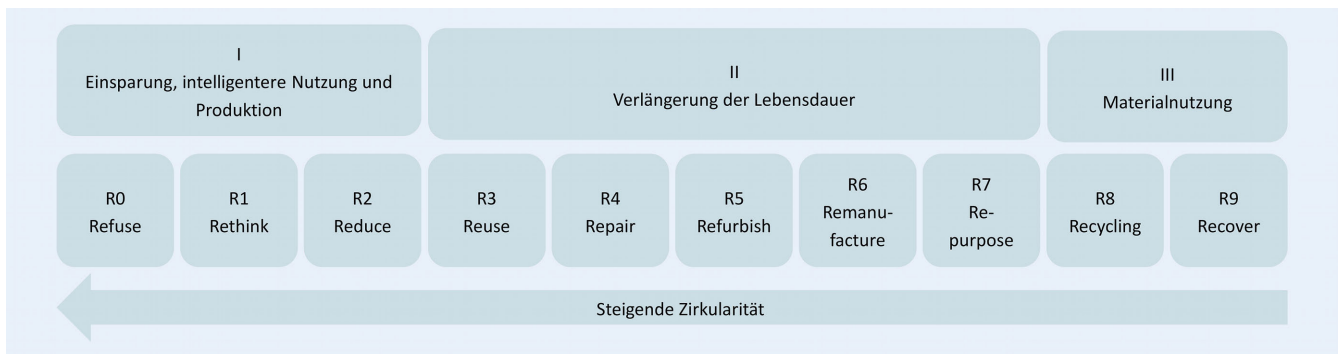 I
Einsparung, intelligentere Nutzung und
Produktion
II
Verlängerung der Lebensdauer
III
Materialnutzung
R0
Refuse
R1
Rethink
R2
Reduce
R3
Reuse
R4
Repair
R5
Refurbish
R6
Remanu-
facture
R7
Re-
purpose
R8
Recycling
R9
Recover
Steigende Zirkularität